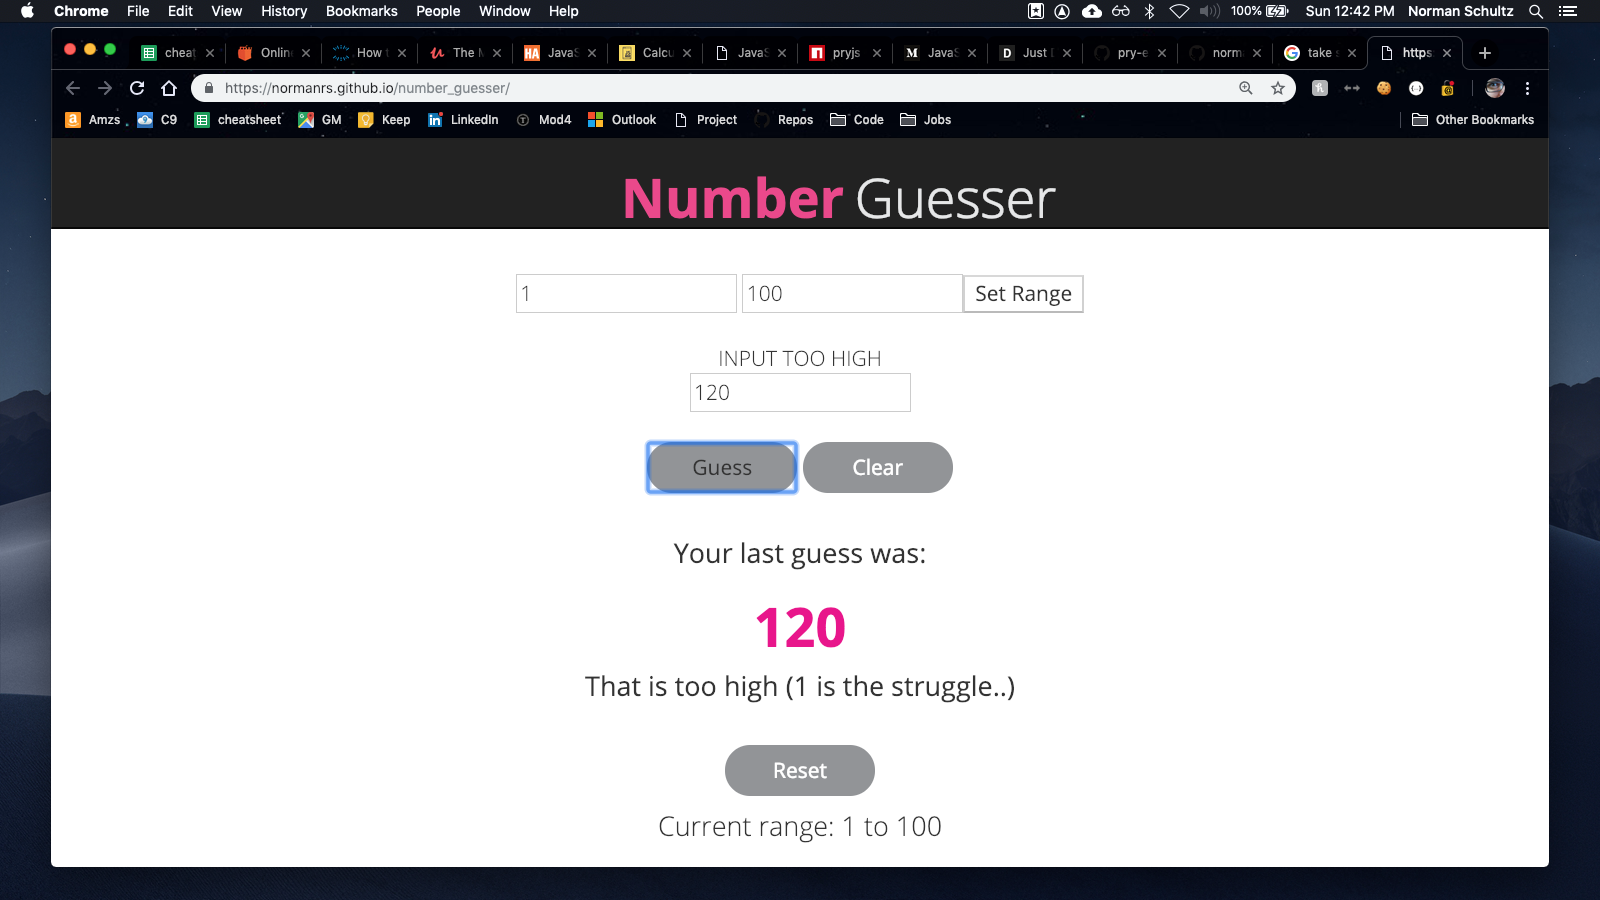 Chrome File Edit View History Bookmarks People Window Help 100% Sun 12:42 PM Norman Schultz
cheat Onlin How t The JavaS Calcu JavaS pryjs JavaS Just pry-e norm take https
https://normanrs.github.io/number_guesser/
Amzs C9 cheatsheet GM Keep LinkedIn Mod4 Outlook Project Repos Code Jobs Other Bookmarks
Number Guesser
1 100 Set Range
INPUT TOO HIGH
120
Guess Clear
Your last guess was:
120
That is too high (1 is the struggle..)
Reset
Current range: 1 to 100